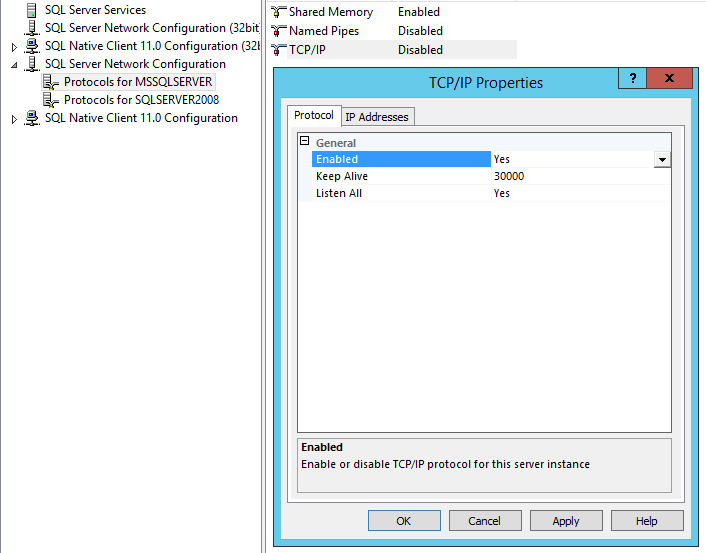 SQL Server Services
SQL Server Network Configuration (32bit
SQL Native Client 11.0 Configuration (32b
SQL Server Network Configuration
Protocols for MSSQLSERVER
Protocols for SQLSERVER2008
SQL Native Client 11.0 Configuration
Shared Memory Enabled
Named Pipes Disabled
TCP/IP Disabled
TCP/IP Properties
? X
Protocol IP Addresses
General
Enabled Yes
Keep Alive 30000
Listen All Yes
Enabled
Enable or disable TCP/IP protocol for this server instance
OK Cancel Apply Help